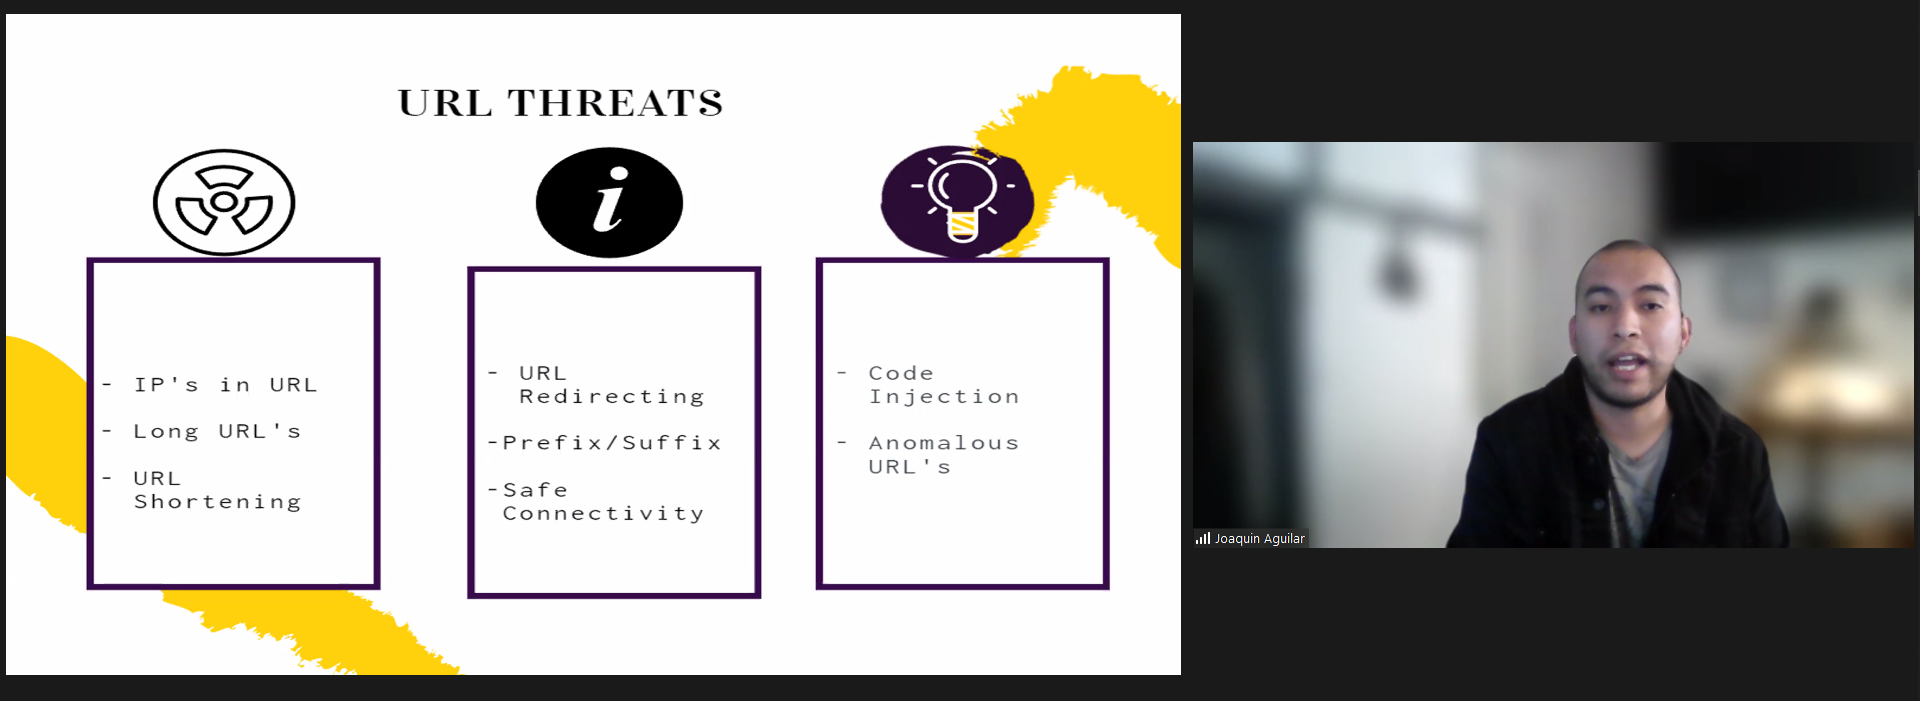 URL THREATS
i
- IP's in URL
- Long URL's
- URL
Shortening
- URL
Redirecting
-Prefix/Suffix
-Safe
Connectivity
- Code
Injection
- Anomalous
URL's
Joaquin Aguilar